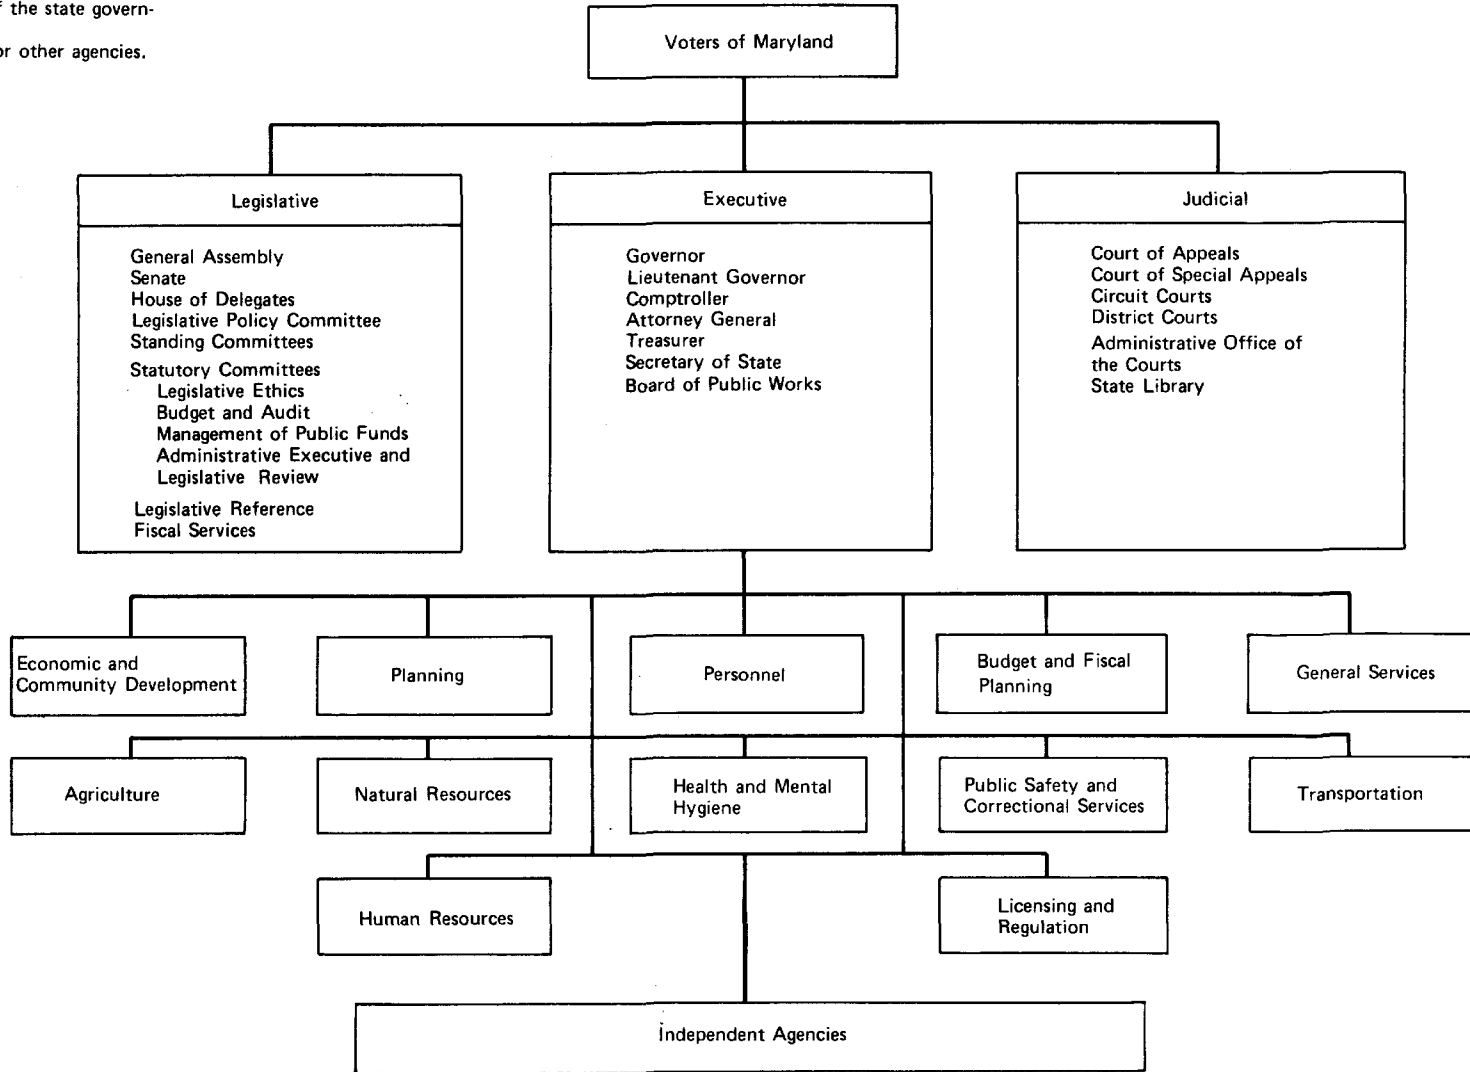 f the state govern-
or other agencies.
Voters of Maryland
Legislative
General Assembly
Senate
House of Delegates
Legislative Policy Committee
Standing Committees
Statutory Committees
Legislative Ethics
Budget and Audit
Management of Public Funds
Administrative Executive and
Legislative Review
Legislative Reference
Fiscal Services
Executive
Governor
Lieutenant Governor
Comptroller
Attorney General
Treasurer
Secretary of State
Board of Public Works
Judicial
Court of Appeals
Court of Special Appeals
Circuit Courts
District Courts
Administrative Office of
the Courts
State Library
Economic and
Community Development
Planning
Personnel
Budget and Fiscal
Planning
General Services
Agriculture
Natural Resources
Health and Mental
Hygiene
Public Safety and
Correctional Services
Transportation
Human Resources
Licensing and
Regulation
Independent Agencies